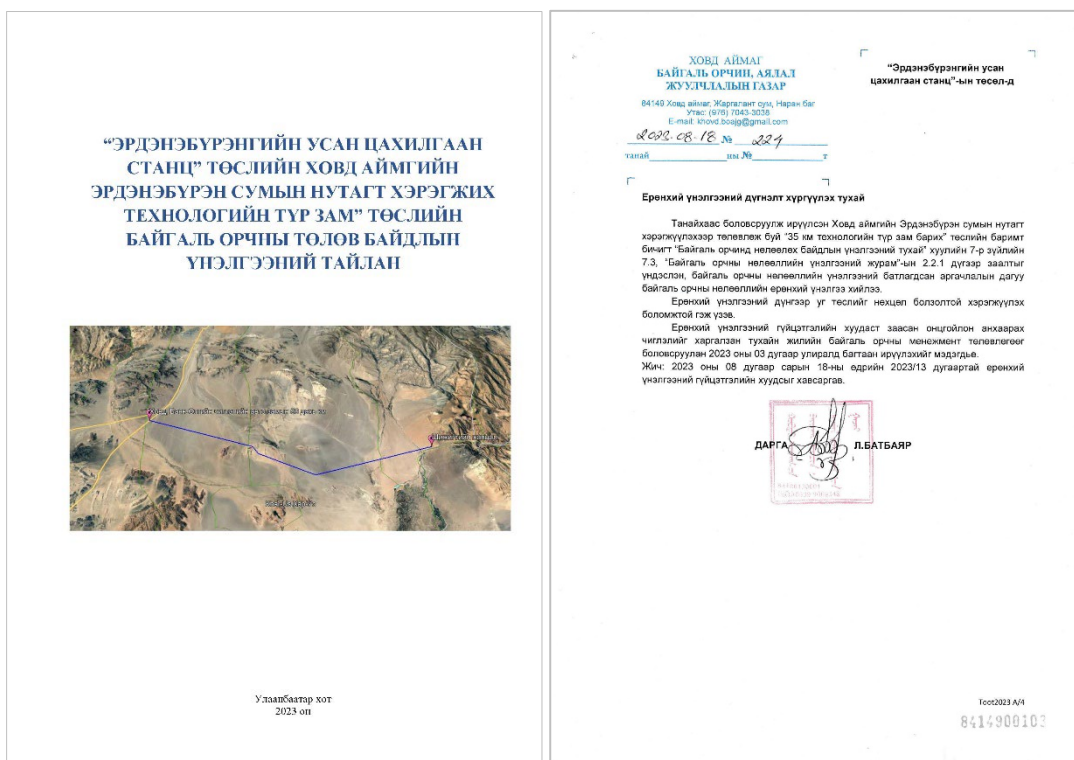 “ЭРДЭНЭБҮРЭНГИЙН УСАН ЦАХИЛГААН
СТАНЦ” ТӨСЛИЙН ХОВД АЙМГИЙН
ЭРДЭНЭБҮРЭН СУМЫН НУТАГТ ХЭРЭГЖИХ
ТЕХНОЛОГИЙН ТҮР ЗАМ” ТӨСЛИЙН
БАЙГАЛЬ ОРЧНЫ ТӨЛӨВ БАЙДЛЫН
ҮНЭЛГЭЭНИЙ ТАЙЛАН
Улаанбаатар хот
2023 он
ХОВД АЙМАГ
БАЙГАЛЬ ОРЧИН, АЯЛАЛ
ЖУУЛЧЛАЛЫН ГАЗАР
84149 Ховд аймаг, Жаргалант сум, Наран баг
Утас: (976) 7043-3036
E-mail: khovd.boajg@gmail.com
2023-08-18 № 224
танай ны № т
“Эрдэнэбүрэнгийн усан
цахилгаан станц”-ын төсөл-д
Ерөнхий үнэлгээний дүгнэлт хүргүүлэх тухай
Танайхаас боловсруулж ирүүлсэн Ховд аймгийн Эрдэнэбүрэн сумын нутагт
хэрэгжүүлэхээр төлөвлөж буй “35 км технологийн түр зам барих” төслийн баримт
бичигт “Байгаль орчинд нөлөөлөх байдлын үнэлгээний тухай” хуулийн 7-р зүйлийн
7.3, “Байгаль орчны нөлөөллийн үнэлгээний журам”-ын 2.2.1 дүгээр заалтыг
үндэслэн, байгаль орчны нөлөөллийн үнэлгээний батлагдсан аргачлалын дагуу
байгаль орчны нөлөөллийн ерөнхий үнэлгээ хийлээ.
Ерөнхий үнэлгээний дүнгээр уг төслийг нөхцөл болзолтой хэрэгжүүлэх
боломжтой гэж үзэв.
Ерөнхий үнэлгээний гүйцэтгэлийн хуудаст заасан онцгойлон анхаарах
чиглэлийг харгалзан тухайн жилийн байгаль орчны менежмент төлөвлөгөөг
боловсруулан 2023 оны 03 дугаар улиралд багтаан ирүүлэхийг мэдэгдье.
Жич: 2023 оны 08 дугаар сарын 18-ны өдрийн 2023/13 дугаартай ерөнхий
үнэлгээний гүйцэтгэлийн хуудсыг хавсаргав.
ДАРГА Л.БАТБАЯР
Тоот2023 А/4
8414900103